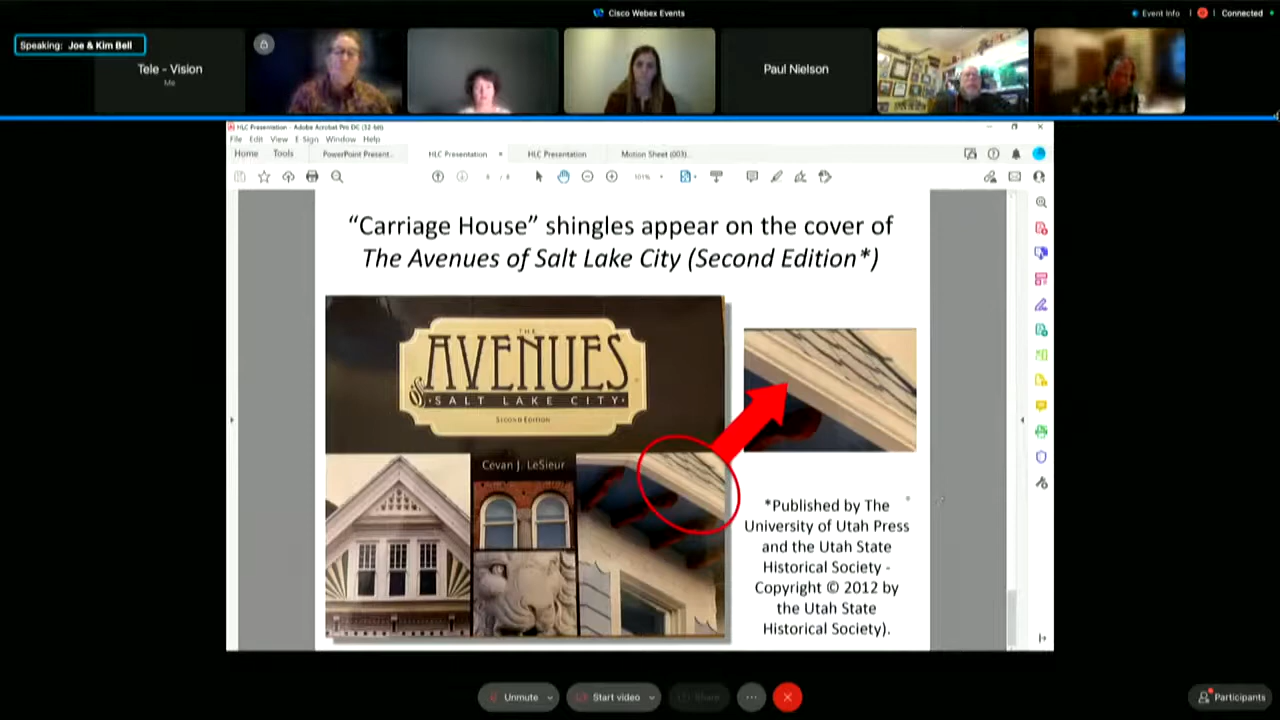 Cisco Webex Events
Event Info
Connected
Speaking: Joe & Kim Bell
Tele - Vision
Me
Paul Nielson
HLC Presentation - Adobe Acrobat Pro DC (32-bit)
File Edit View E Sign Window Help
Home Tools PowerPoint Present... HLC Presentation × HLC Presentation Motion Sheet (003)...
101%
“Carriage House” shingles appear on the cover of
The Avenues of Salt Lake City (Second Edition*)
THE
AVENUES
of
·SALT LAKE CITY·
SECOND EDITION
Cevan J. LeSieur
*Published by The
University of Utah Press
and the Utah State
Historical Society -
Copyright © 2012 by
the Utah State
Historical Society).
Unmute
Start video
Share
Participants